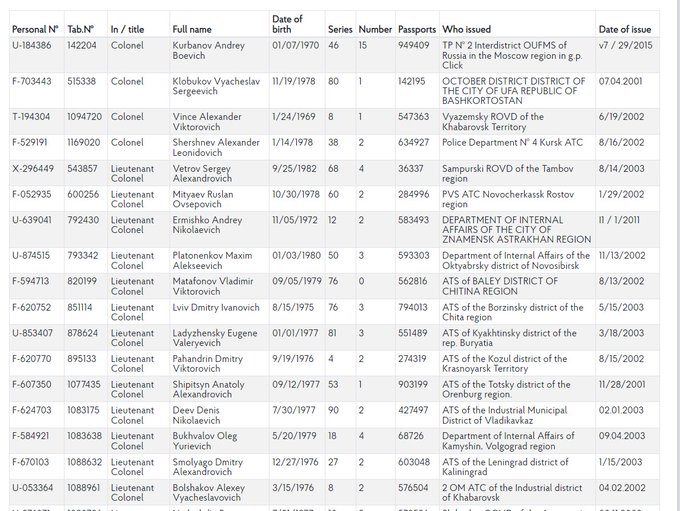 Personal N° Tab.N° In / title Full name Date of birth Series Number Passports Who issued Date of issue
U-184386 142204 Colonel Kurbanov Andrey 01/07/1970 46 15 949409 TP N° 2 Interdistrict OUFMS of v7 / 29/2015
Boevich Russia in the Moscow region in g.p.
Click
F-703443 515338 Colonel Klobukov Vyacheslav 11/19/1978 80 1 142195 OCTOBER DISTRICT DISTRICT OF 07.04.2001
Sergeevich THE CITY OF UFA REPUBLIC OF
BASHKORTOSTAN
T-194304 1094720 Colonel Vince Alexander 1/24/1969 8 1 547363 Vyazemsky ROVD of the 6/19/2002
Viktorovich Khabarovsk Territory
F-529191 1169020 Colonel Shershnev Alexander 1/14/1978 38 2 634927 Police Department N° 4 Kursk ATC 8/16/2002
Leonidovich
X-296449 543857 Lieutenant Vetrov Sergey 9/25/1982 68 4 36337 Sampurski ROVD of the Tambov 8/14/2003
Colonel Alexandrovich region
F-052935 600256 Lieutenant Mityaev Ruslan 10/30/1978 60 2 284996 PVS ATC Novocherkassk Rostov 1/29/2002
Colonel Ovsepovich region
U-639041 792430 Lieutenant Ermishko Andrey 11/05/1972 12 2 583493 DEPARTMENT OF INTERNAL I1 / 1/2011
Colonel Nikolaevich AFFAIRS OF THE CITY OF
ZNAMENSK ASTRAKHAN REGION
U-874515 793342 Lieutenant Platonenkov Maxim 01/03/1980 50 3 593303 Department of Internal Affairs of the 11/13/2002
Colonel Alekseevich Oktyabrsky district of Novosibirsk
F-594713 820199 Lieutenant Matafonov Vladimir 09/05/1979 76 0 562816 ATS of BALEY DISTRICT OF 8/13/2002
Colonel Viktorovich CHITINA REGION
F-620752 851114 Lieutenant Lviv Dmitry Ivanovich 8/15/1975 76 3 794013 ATS of the Borzinsky district of the 5/15/2003
Colonel Chita region
U-853407 878624 Lieutenant Ladyzhensky Eugene 01/01/1977 81 3 551489 ATS of Kyakhtinsky district of the 3/18/2003
Colonel Valeryevich rep. Buryatia
F-620770 895133 Lieutenant Pahandrin Dmitry 9/19/1976 4 2 274319 ATS of the Kozul district of the 8/15/2002
Colonel Viktorovich Krasnoyarsk Territory
F-607350 1077435 Lieutenant Shipitsyn Anatoly 09/12/1977 53 1 903199 ATS of the Totsky district of the 11/28/2001
Colonel Alexandrovich Orenburg region.
F-624703 1083175 Lieutenant Deev Denis 7/30/1977 90 2 427497 ATS of the Industrial Municipal 02.01.2003
Colonel Nikolaevich District of Vladikavkaz
F-584921 1083638 Lieutenant Bukhvalov Oleg 5/20/1979 18 4 68726 Department of Internal Affairs of 09.04.2003
Colonel Yurievich Kamyshin, Volgograd region
F-670103 1088632 Lieutenant Smolyago Dmitry 12/27/1976 27 2 603048 ATS of the Leningrad district of 1/15/2003
Colonel Alexandrovich Kaliningrad
U-053364 1088961 Lieutenant Bolshakov Alexey 3/15/1976 8 2 576504 2 OM ATC of the Industrial district 04.02.2002
Colonel Vyacheslavovich of Khabarovsk